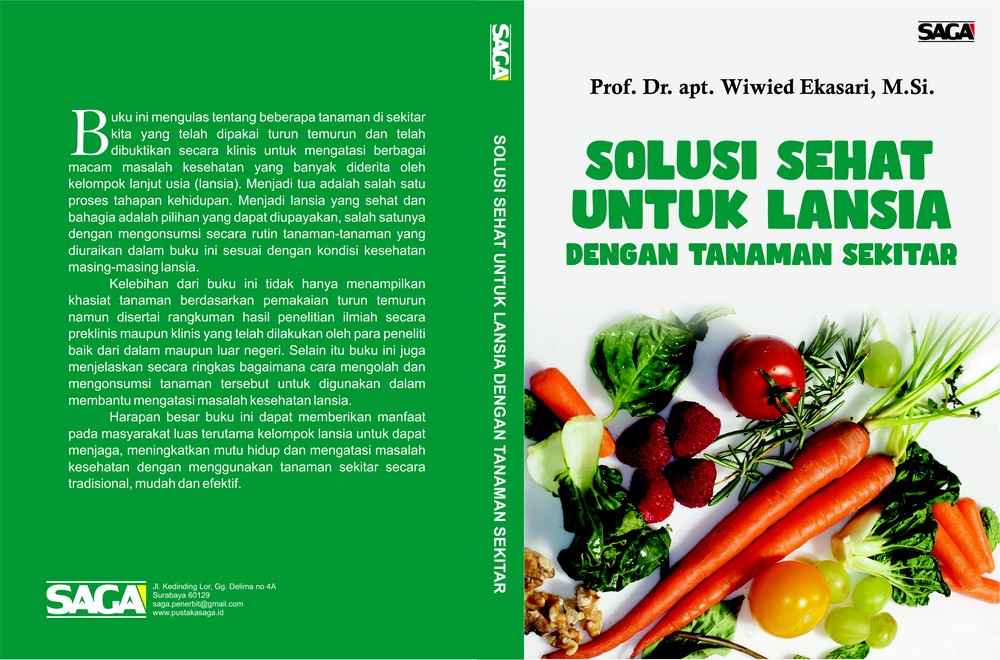 Buku ini mengulas tentang beberapa tanaman di sekitar
kita yang telah dipakai turun temurun dan telah
dibuktikan secara klinis untuk mengatasi berbagai
macam masalah kesehatan yang banyak diderita oleh
kelompok lanjut usia (lansia). Menjadi tua adalah salah satu
proses tahapan kehidupan. Menjadi lansia yang sehat dan
bahagia adalah pilihan yang dapat diupayakan, salah satunya
dengan mengonsumsi secara rutin tanaman-tanaman yang
diuraikan dalam buku ini sesuai dengan kondisi kesehatan
masing-masing lansia.
Kelebihan dari buku ini tidak hanya menampilkan
khasiat tanaman berdasarkan pemakaian turun temurun
namun disertai rangkuman hasil penelitian ilmiah secara
preklinis maupun klinis yang telah dilakukan oleh para peneliti
baik dari dalam maupun luar negeri. Selain itu buku ini juga
menjelaskan secara ringkas bagaimana cara mengolah dan
mengonsumsi tanaman tersebut untuk digunakan dalam
membantu mengatasi masalah kesehatan lansia.
Harapan besar buku ini dapat memberikan manfaat
pada masyarakat luas terutama kelompok lansia untuk dapat
menjaga, meningkatkan mutu hidup dan mengatasi masalah
kesehatan dengan menggunakan tanaman sekitar secara
tradisional, mudah dan efektif.
SAGA
Jl. Kedinding Lor, Gg. Delima no 4A
Surabaya 60129
saga.penerbit@gmail.com
www.pustakasaga.id
SAGA
SOLUSI SEHAT UNTUK LANSIA DENGAN TANAMAN SEKITAR
SAGA
Prof. Dr. apt. Wiwied Ekasari, M.Si.
SOLUSI SEHAT
UNTUK LANSIA
DENGAN TANAMAN SEKITAR